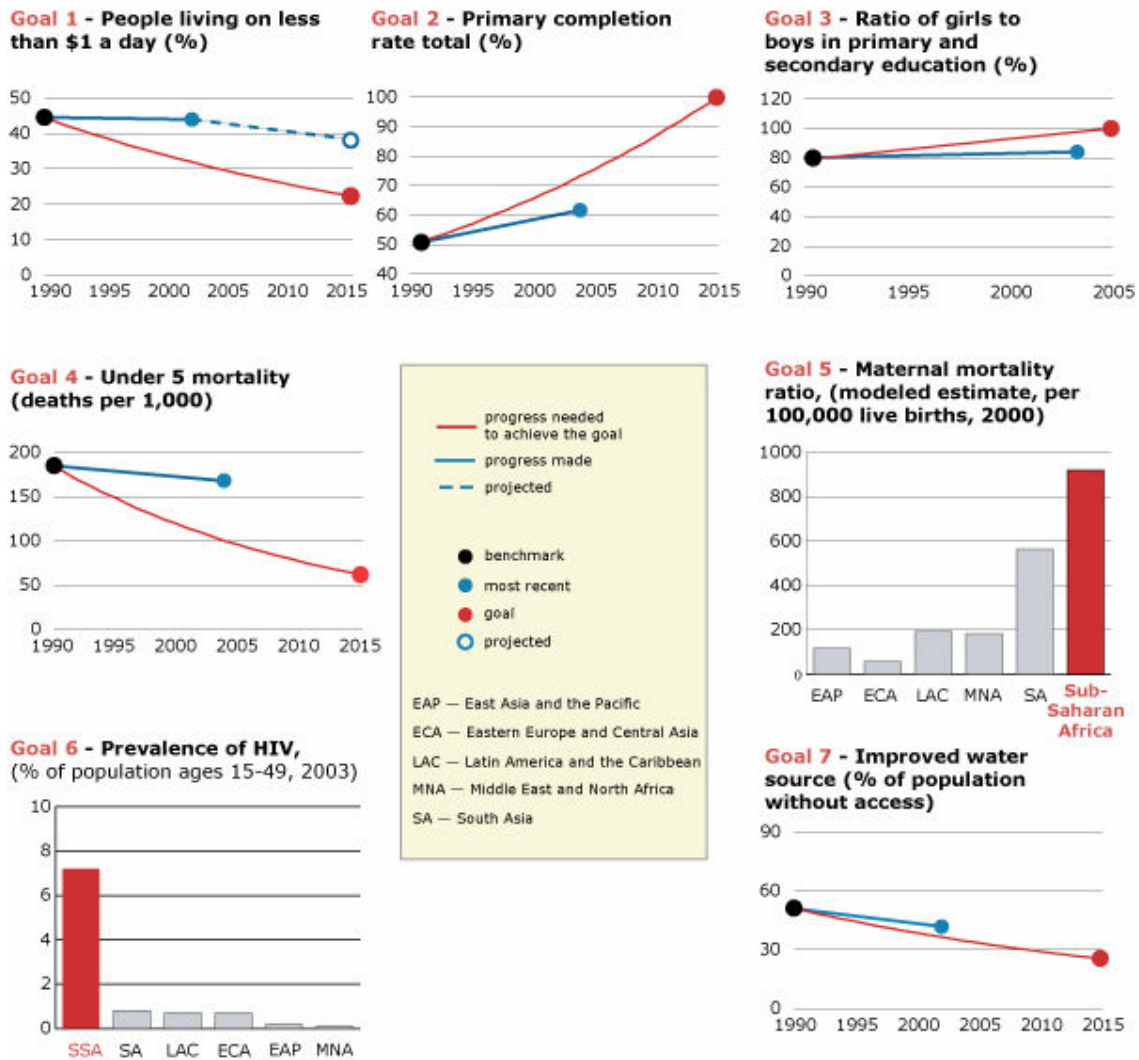 Goal 1 - People living on less
than $1 a day (%)
50
40
30
20
10
0
1990 1995 2000 2005 2010 2015
Goal 2 - Primary completion
rate total (%)
100
90
80
70
60
50
40
1990 1995 2000 2005 2010 2015
Goal 3 - Ratio of girls to
boys in primary and
secondary education (%)
120
100
80
60
40
20
0
1990 1995 2000 2005
Goal 4 - Under 5 mortality
(deaths per 1,000)
200
150
100
50
0
1990 1995 2000 2005 2010 2015
progress needed
to achieve the goal
progress made
projected
benchmark
most recent
goal
projected
EAP — East Asia and the Pacific
ECA — Eastern Europe and Central Asia
LAC — Latin America and the Caribbean
MNA — Middle East and North Africa
SA — South Asia
Goal 5 - Maternal mortality
ratio, (modeled estimate, per
100,000 live births, 2000)
1000
800
600
400
200
0
EAP ECA LAC MNA SA Sub-
Saharan
Africa
Goal 6 - Prevalence of HIV,
(% of population ages 15-49, 2003)
10
8
6
4
2
0
SSA SA LAC ECA EAP MNA
Goal 7 - Improved water
source (% of population
without access)
90
60
30
0
1990 1995 2000 2005 2010 2015